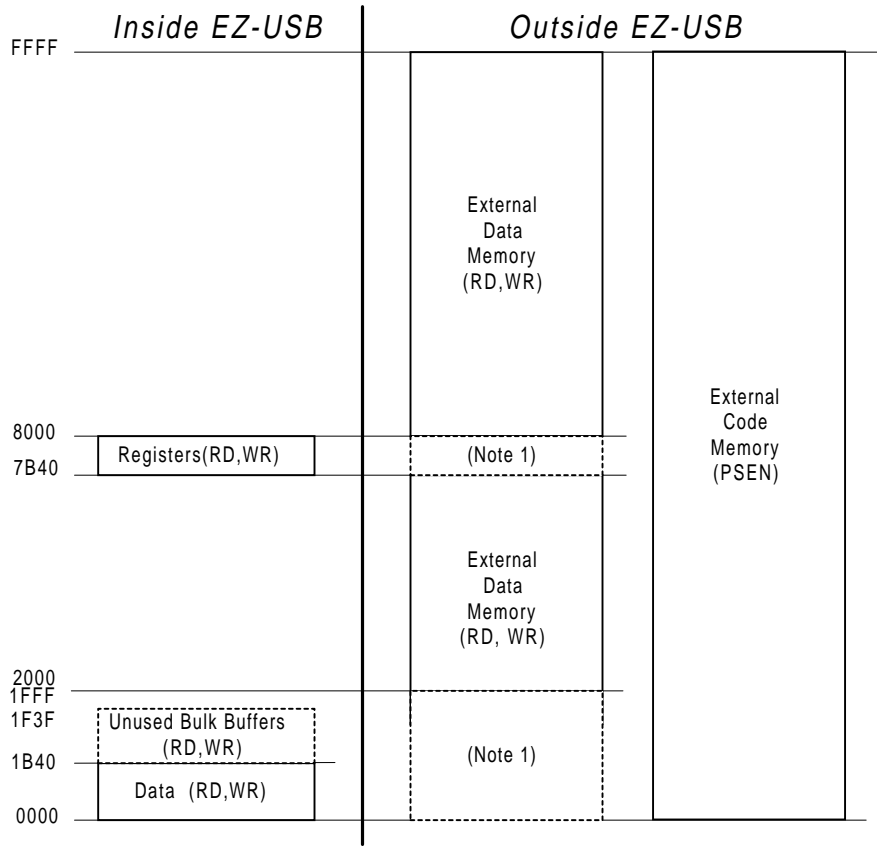 Inside EZ-USB
Outside EZ-USB
FFFF
External
Data
Memory
(RD,WR)
External
Code
Memory
(PSEN)
8000
Registers(RD,WR)
(Note 1)
7B40
External
Data
Memory
(RD, WR)
2000
1FFF
1F3F
Unused Bulk Buffers
(RD,WR)
(Note 1)
1B40
Data (RD,WR)
0000